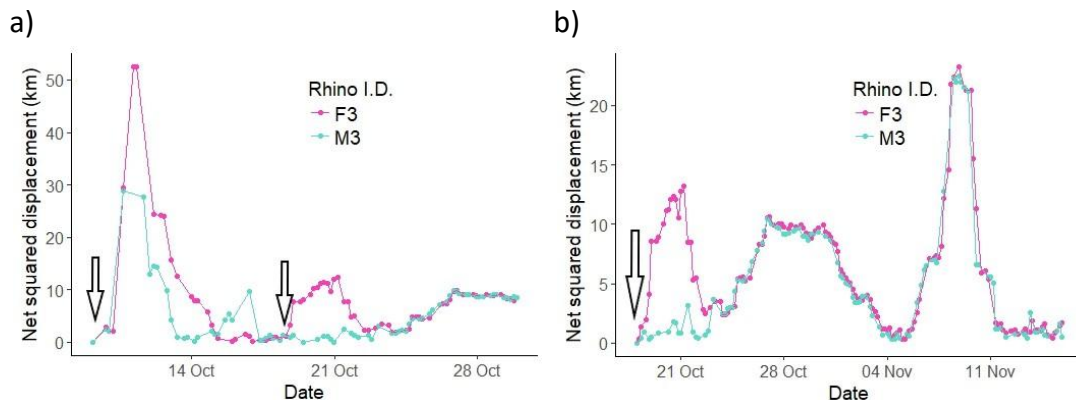 a)
Net squared displacement (km)
50
40
30
20
10
0
Rhino I.D.
F3
M3
14 Oct
21 Oct
28 Oct
Date
b)
Net squared displacement (km)
20
15
10
5
0
Rhino I.D.
F3
M3
21 Oct
28 Oct
04 Nov
11 Nov
Date